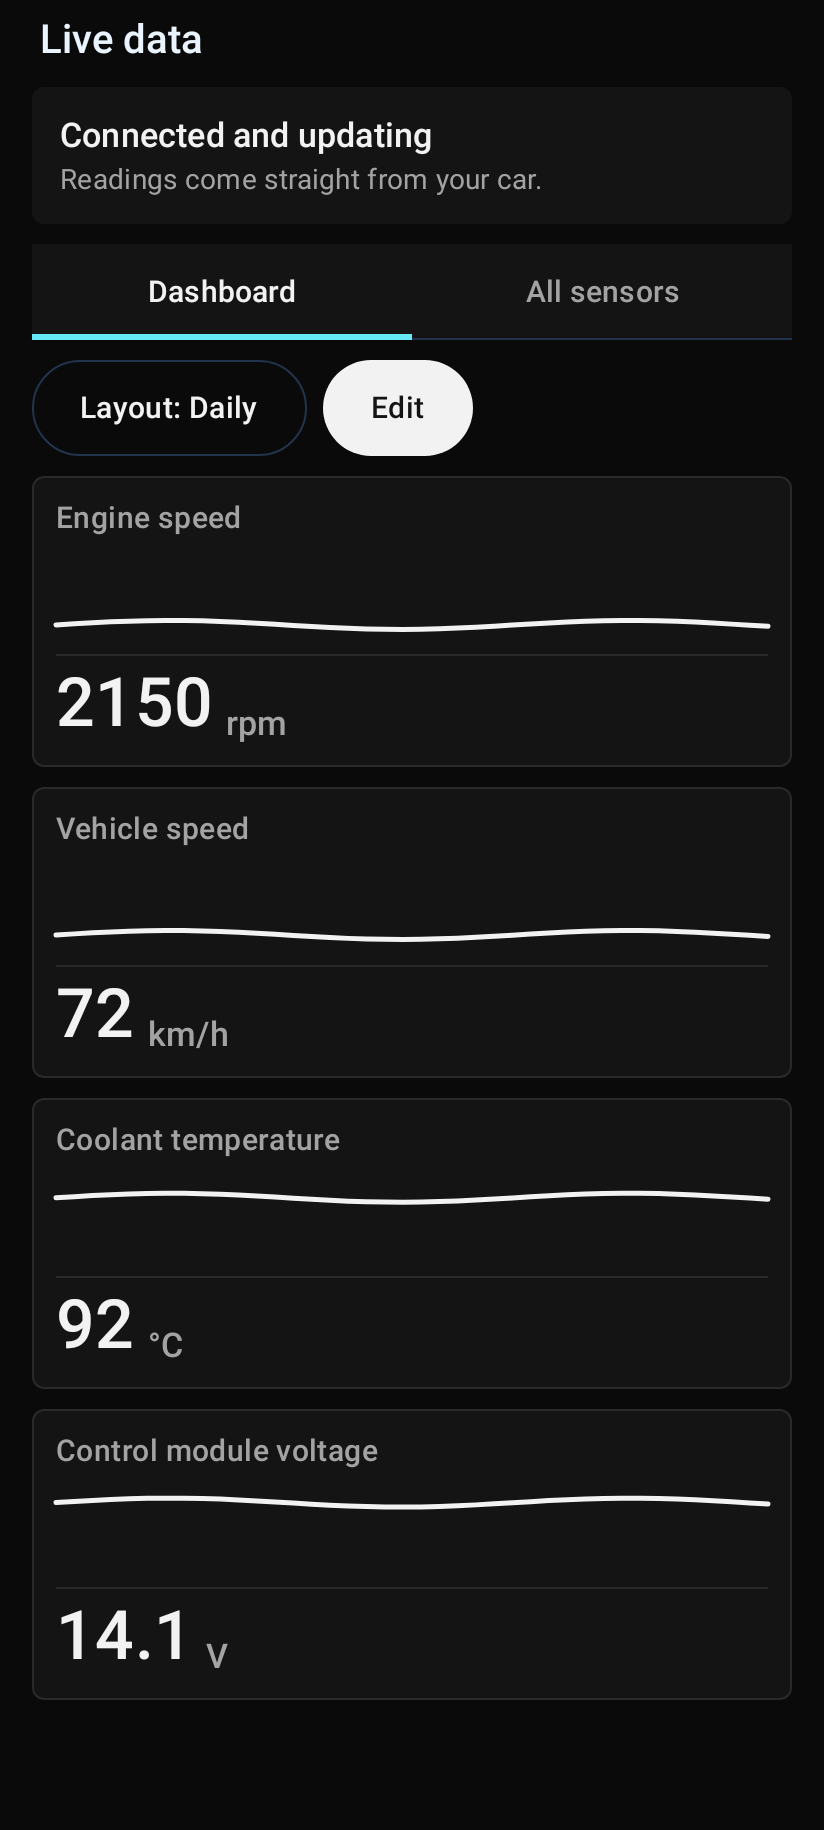 Live data
Connected and updating
Readings come straight from your car.
Dashboard
All sensors
Layout: Daily
Edit
Engine speed
2150 rpm
Vehicle speed
72 km/h
Coolant temperature
92 °C
Control module voltage
14.1 V